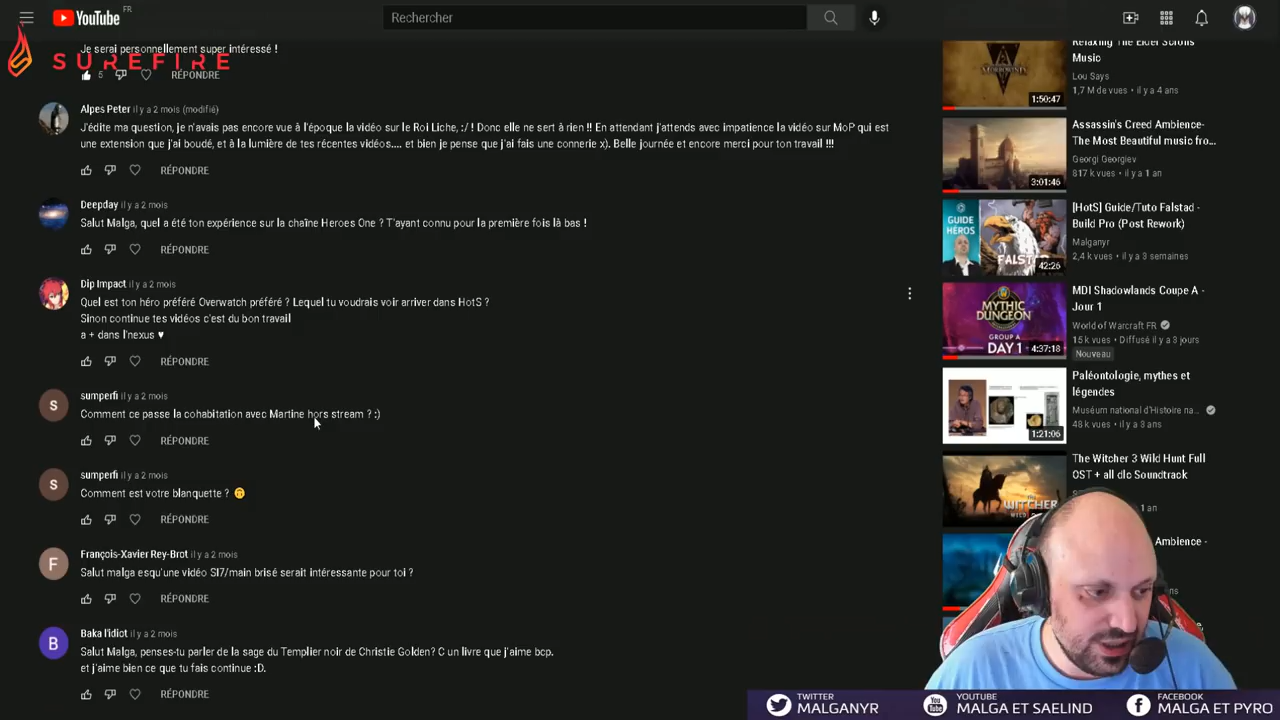 FR
YouTube
Rechercher
Je serai personnellement super intéressé !
SUREFIRE
5
RÉPONDRE
Alpes Peter il y a 2 mois (modifié)
J'édite ma question, je n'avais pas encore vue à l'époque la vidéo sur le Roi Liche, :/ ! Donc elle ne sert à rien !! En attendant j'attends avec impatience la vidéo sur MoP qui est
une extension que j'ai boudé, et à la lumière de tes récentes vidéos.... et bien je pense que j'ai fais une connerie x). Belle journée et encore merci pour ton travail !!!
RÉPONDRE
Deepday il y a 2 mois
Salut Malga, quel a été ton expérience sur la chaîne Heroes One ? T'ayant connu pour la première fois là bas !
RÉPONDRE
Dip Impact il y a 2 mois
Quel est ton héro préféré Overwatch préféré ? Lequel tu voudrais voir arriver dans HotS ?
Sinon continue tes vidéos c'est du bon travail
a + dans l'nexus ♥
RÉPONDRE
S
sumperfi il y a 2 mois
Comment ce passe la cohabitation avec Martine hors stream ? :)
RÉPONDRE
S
sumperfi il y a 2 mois
Comment est votre blanquette ? 🙃
RÉPONDRE
F
François-Xavier Rey-Brot il y a 2 mois
Salut malga esqu'une vidéo SI7/main brisé serait intéressante pour toi ?
RÉPONDRE
B
Baka l'idiot il y a 2 mois
Salut Malga, penses-tu parler de la sage du Templier noir de Christie Golden? C un livre que j'aime bcp.
et j'aime bien ce que tu fais continue :D.
RÉPONDRE
Relaxing The Elder Scrolls
Music
Lou Says
1,7 M de vues • il y a 4 ans
1:50:47
Assassin's Creed Ambience-
The Most Beautiful music fro...
Georgi Georgiev
817 k vues • il y a 1 an
3:01:46
[HotS] Guide/Tuto Falstad -
Build Pro (Post Rework)
Malganyr
2,4 k vues • il y a 3 semaines
GUIDE
HÉROS
FALST
42:26
MDI Shadowlands Coupe A -
Jour 1
World of Warcraft FR
15 k vues • Diffusé il y a 3 jours
Nouveau
MYTHIC
DUNGEON
GROUP A
DAY 1
4:37:18
Paléontologie, mythes et
légendes
Muséum national d'Histoire na...
48 k vues • il y a 3 ans
1:21:06
The Witcher 3 Wild Hunt Full
OST + all dlc Soundtrack
1 an
WITCHER
Ambience -
ans
TWITTER
MALGANYR
YOUTUBE
MALGA ET SAELIND
FACEBOOK
MALGA ET PYRO